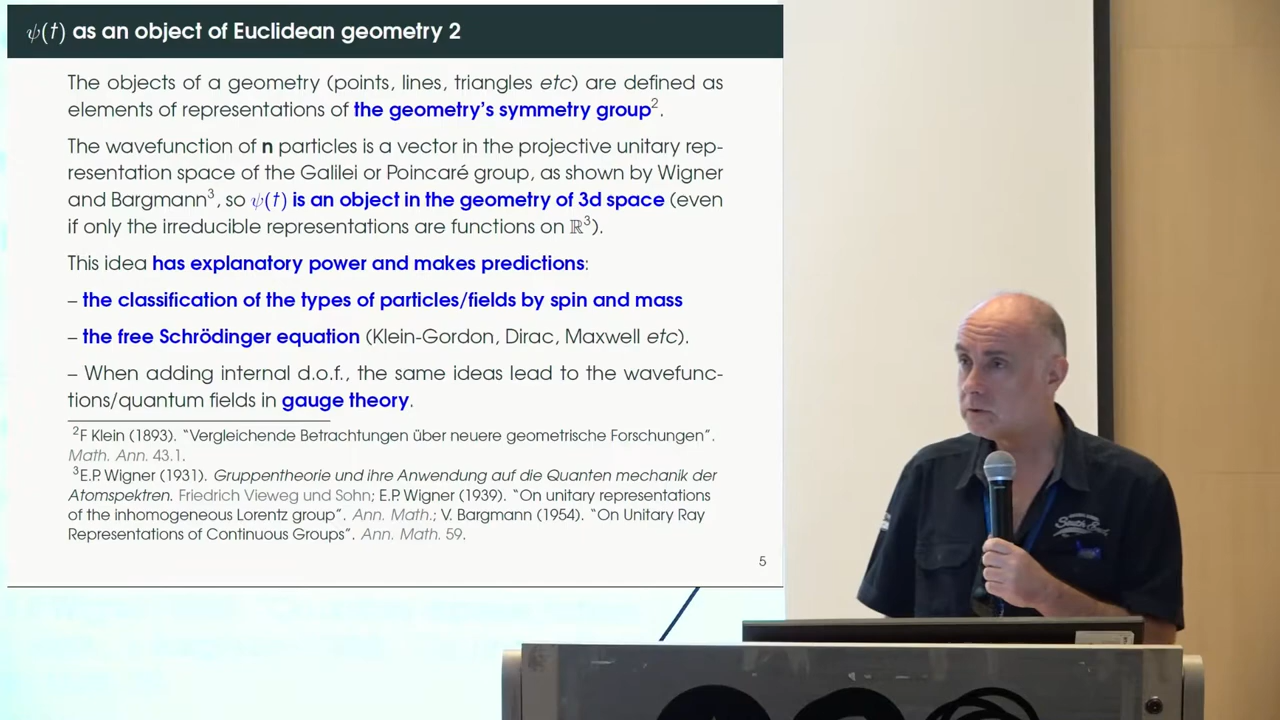 ψ(t) as an object of Euclidean geometry 2
The objects of a geometry (points, lines, triangles etc) are defined as
elements of representations of the geometry's symmetry group².
The wavefunction of n particles is a vector in the projective unitary rep-
resentation space of the Galilei or Poincaré group, as shown by Wigner
and Bargmann³, so ψ(t) is an object in the geometry of 3d space (even
if only the irreducible representations are functions on ℝ³).
This idea has explanatory power and makes predictions:
– the classification of the types of particles/fields by spin and mass
– the free Schrödinger equation (Klein-Gordon, Dirac, Maxwell etc).
– When adding internal d.o.f., the same ideas lead to the wavefunc-
tions/quantum fields in gauge theory.
²F Klein (1893). “Vergleichende Betrachtungen über neuere geometrische Forschungen”.
Math. Ann. 43.1.
³E.P. Wigner (1931). Gruppentheorie und ihre Anwendung auf die Quanten mechanik der
Atomspektren. Friedrich Vieweg und Sohn; E.P. Wigner (1939). “On unitary representations
of the inhomogeneous Lorentz group”. Ann. Math.; V. Bargmann (1954). “On Unitary Ray
Representations of Continuous Groups”. Ann. Math. 59.
5